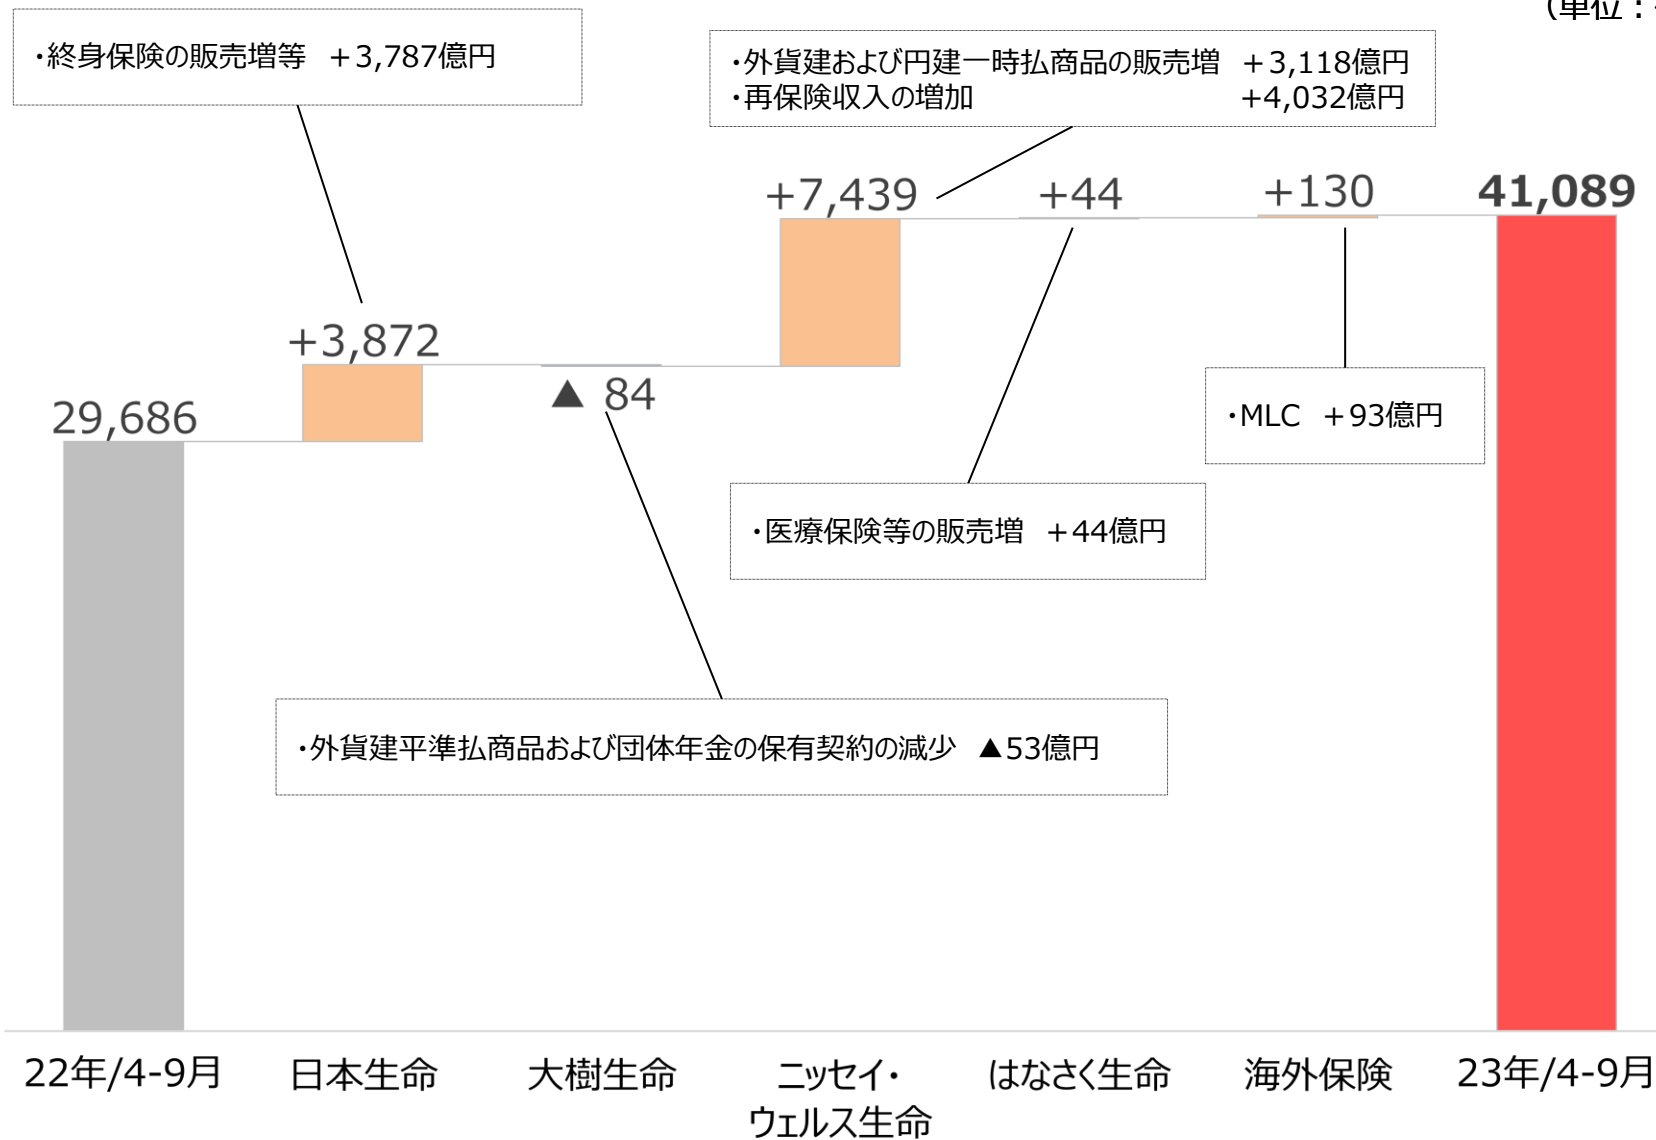 （単位：
・終身保険の販売増等　＋3,787億円
・外貨建および円建一時払商品の販売増　＋3,118億円
・再保険収入の増加　+4,032億円
+7,439
+44
+130
41,089
+3,872
▲ 84
29,686
・MLC　＋93億円
・医療保険等の販売増　＋44億円
・外貨建平準払商品および団体年金の保有契約の減少　▲53億円
22年/4-9月
日本生命
大樹生命
ニッセイ・
ウェルス生命
はなさく生命
海外保険
23年/4-9月